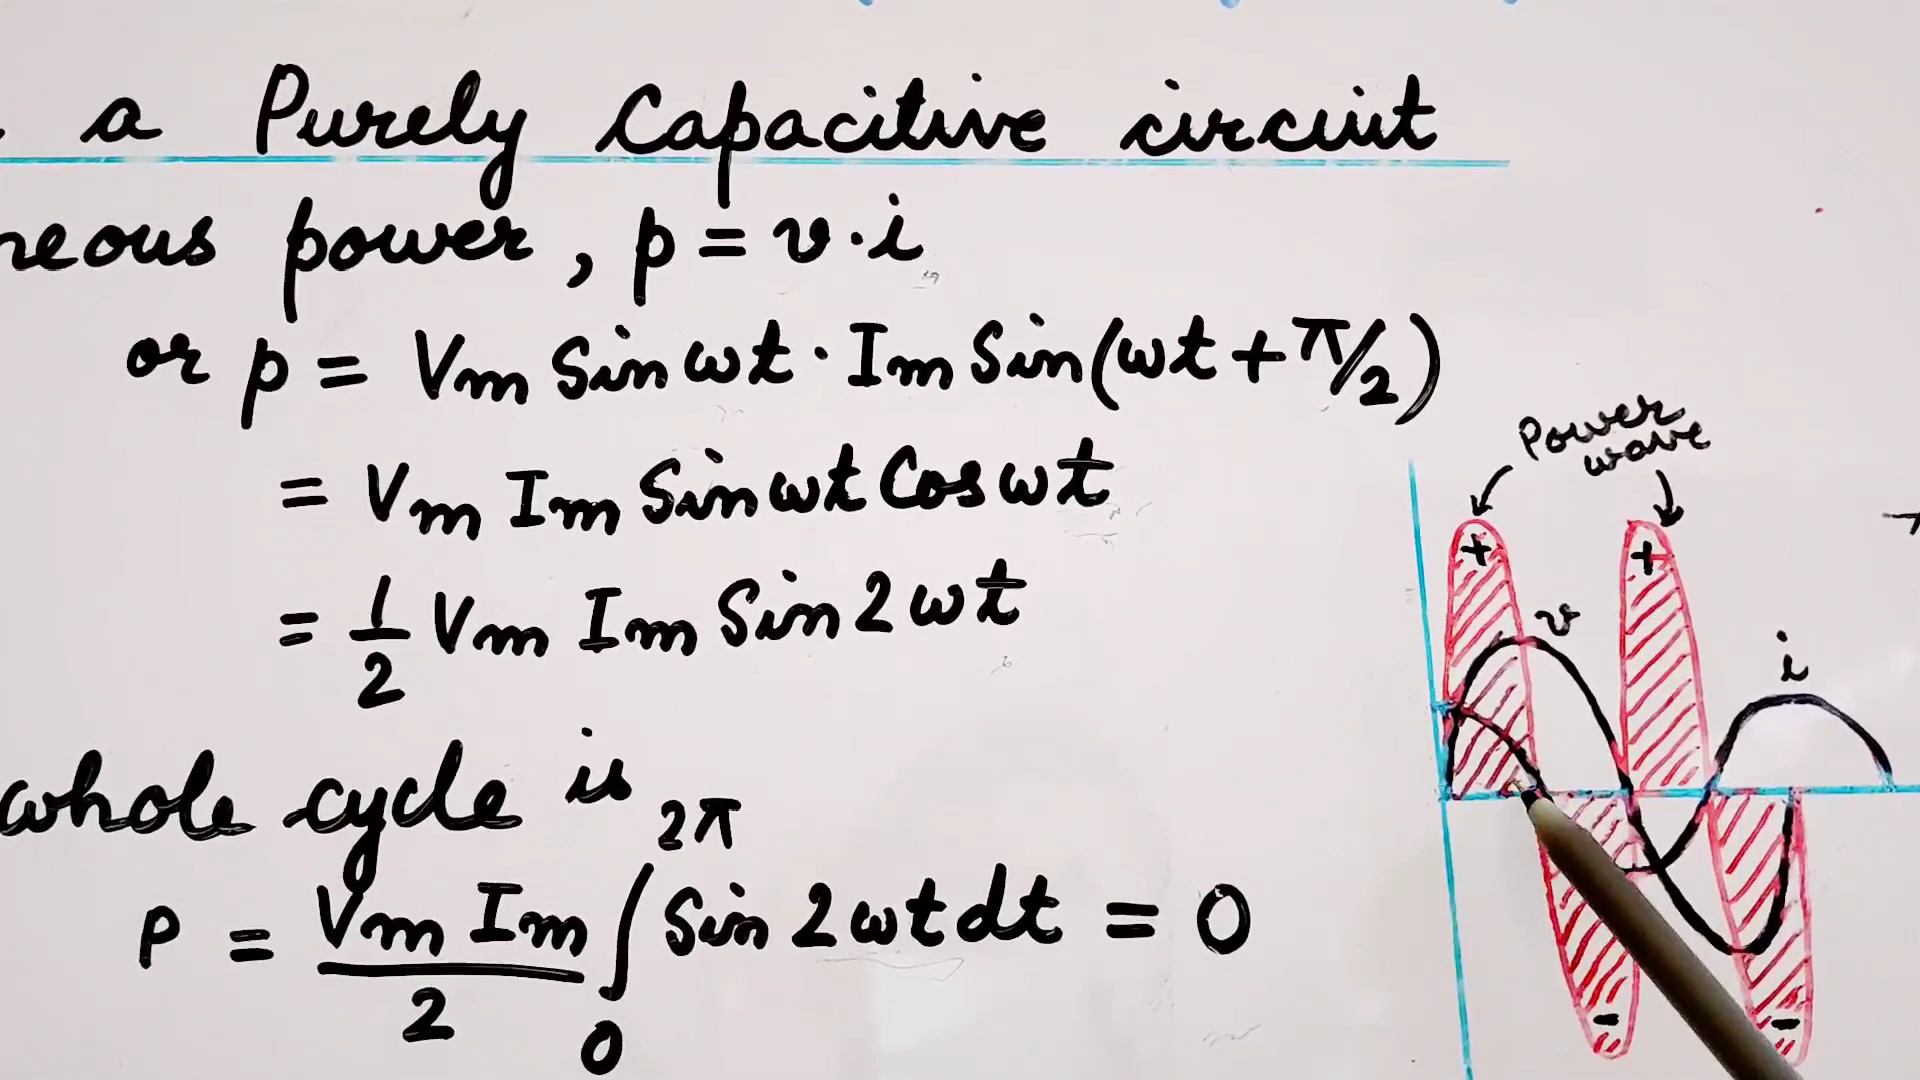 a Purely Capacitive circuit
neous power, p = v·i
or p = Vm Sin ωt · Im Sin(ωt + π/2)
= Vm Im Sin ωt Cos ωt
= 1/2 Vm Im Sin 2ωt
whole cycle is
P = Vm Im / 2 ∫₀^2π Sin 2ωt dt = 0
Power
wave
+ +
v
i
- -